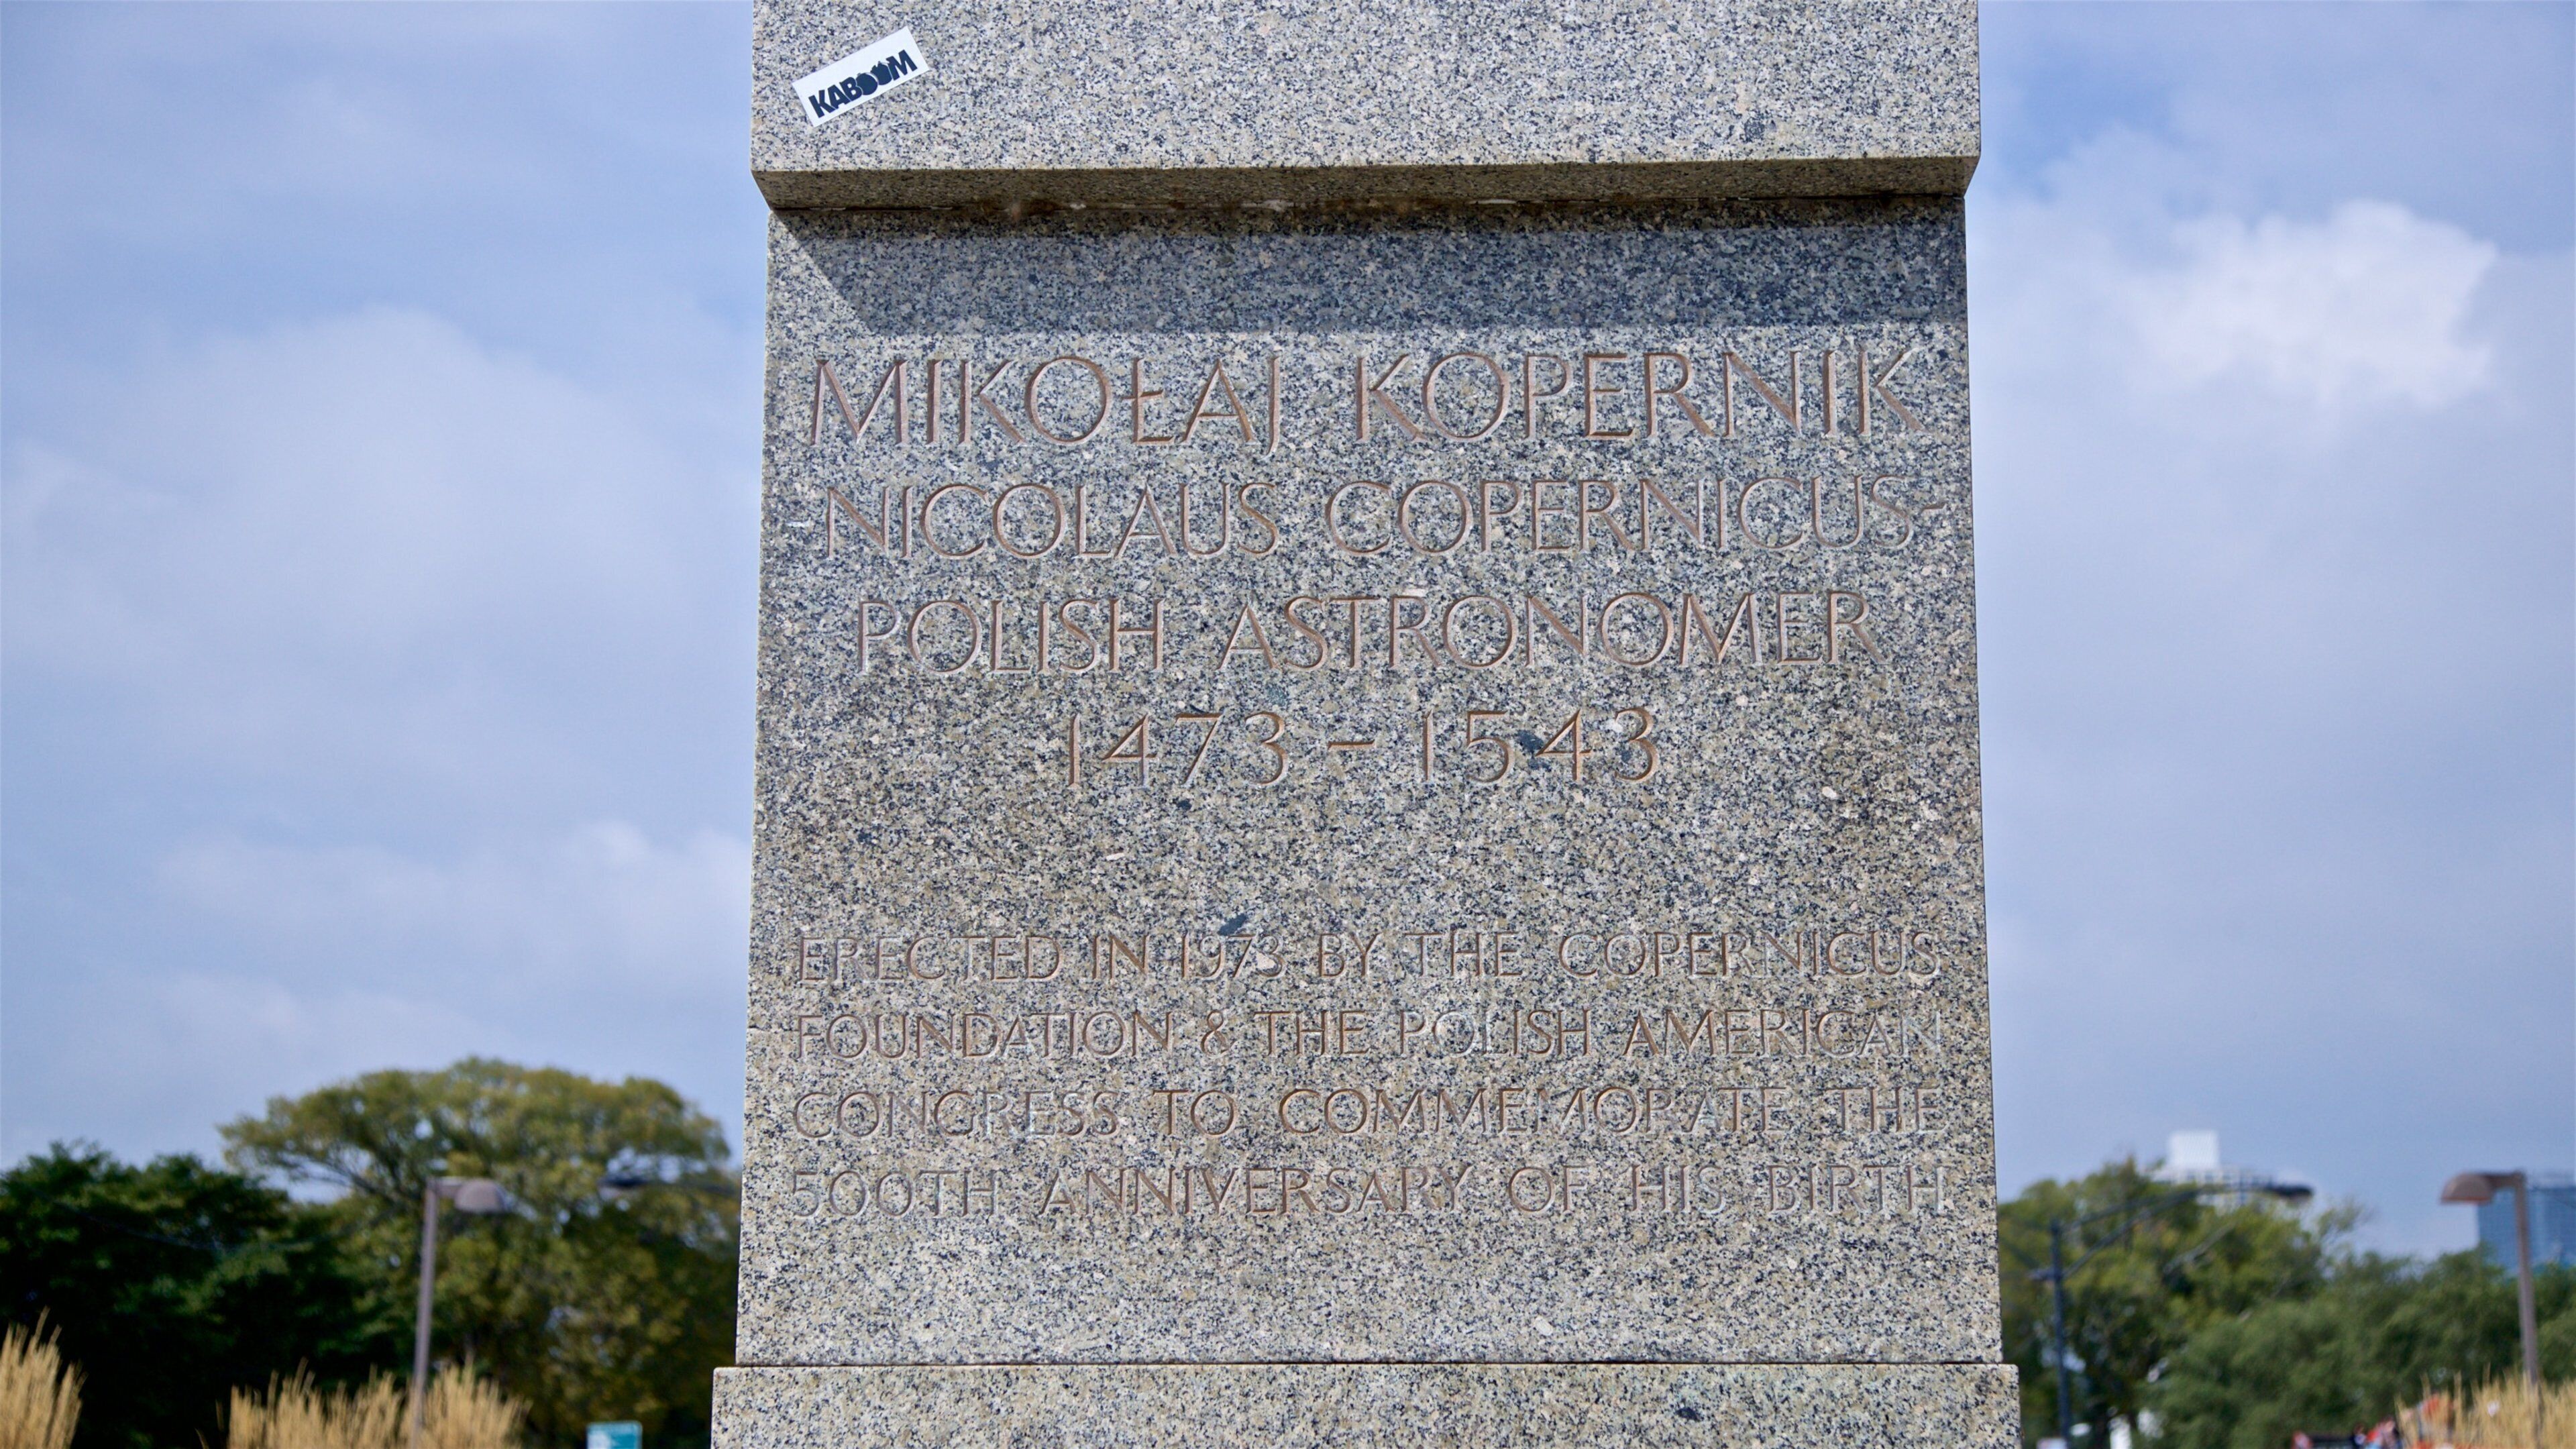 KABOOM
MIKOŁAJ KOPERNIK
NICOLAUS COPERNICUS-
POLISH ASTRONOMER
1473 – 1543
ERECTED IN 1973 BY THE COPERNICUS
FOUNDATION & THE POLISH AMERICAN
CONGRESS TO COMMEMORATE THE
500TH ANNIVERSARY OF HIS BIRTH